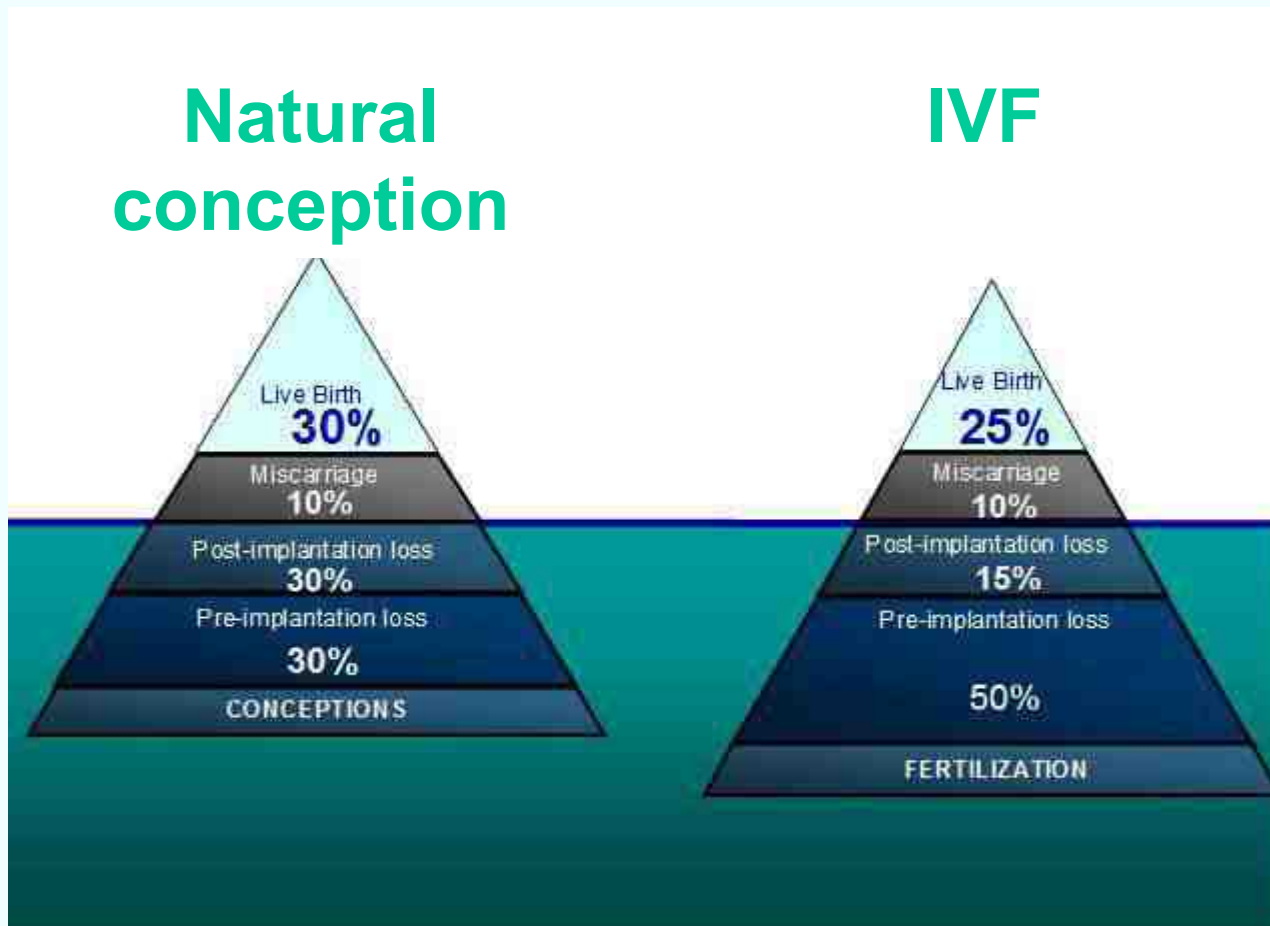 Natural
conception
Live Birth
30%
Miscarriage
10%
Post-implantation loss
30%
Pre-implantation loss
30%
CONCEPTIONS
IVF
Live Birth
25%
Miscarriage
10%
Post-implantation loss
15%
Pre-implantation loss
50%
FERTILIZATION